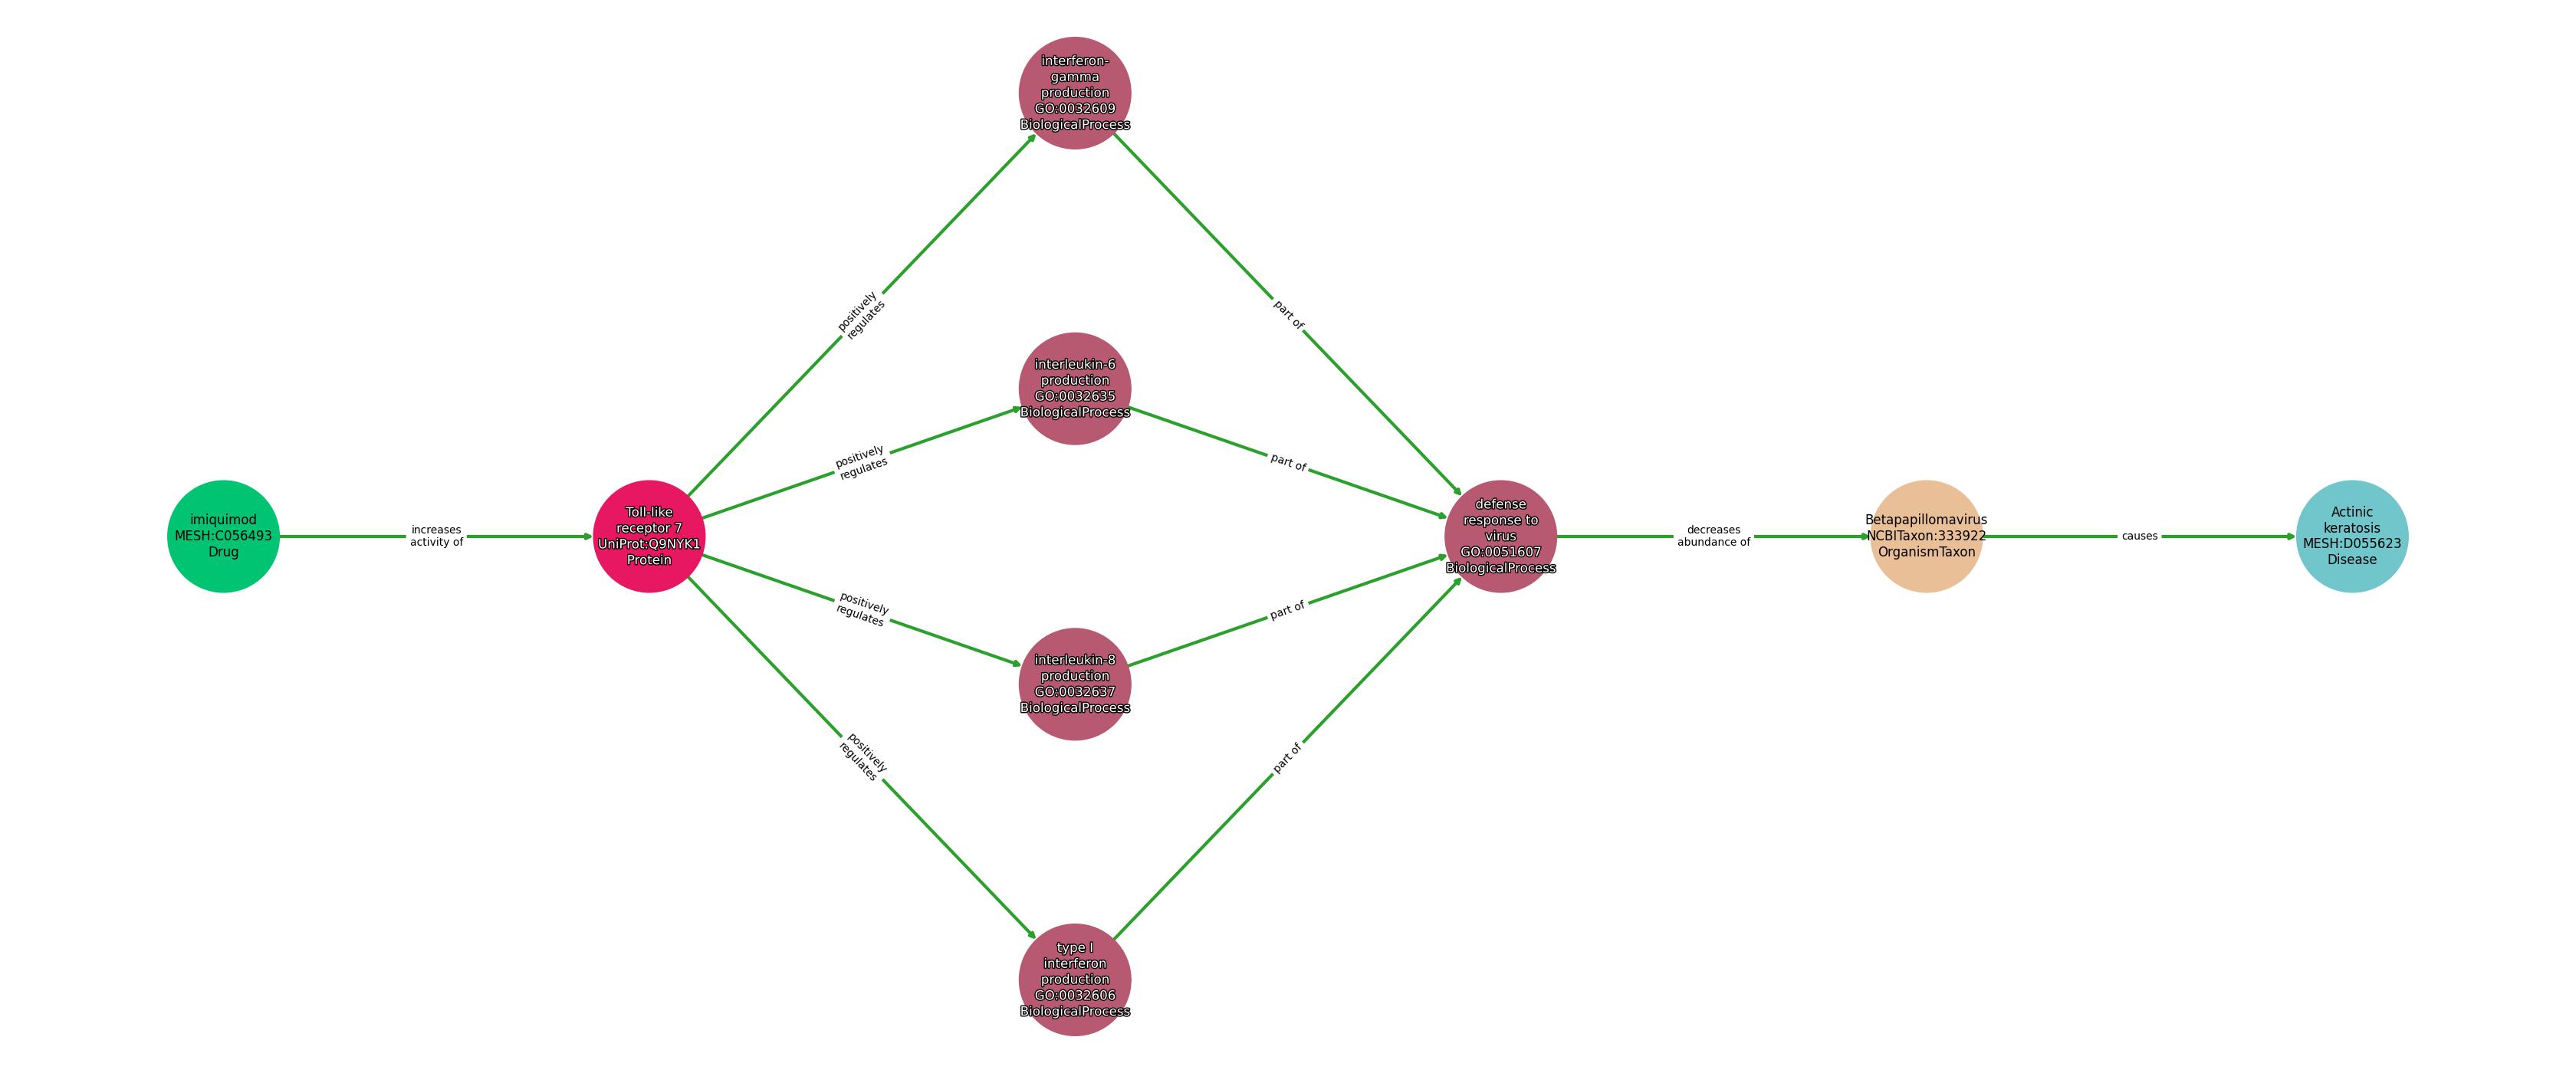 interferon-
gamma
production
GO:0032609
BiologicalProcess
positively
regulates
part of
interleukin-6
production
GO:0032635
BiologicalProcess
positively
regulates
part of
imiquimod
MESH:C056493
Drug
increases
activity of
Toll-like
receptor 7
UniProt:Q9NYK1
Protein
defense
response to
virus
GO:0051607
BiologicalProcess
decreases
abundance of
Betapapillomavirus
NCBITaxon:333922
OrganismTaxon
causes
Actinic
keratosis
MESH:D055623
Disease
positively
regulates
part of
interleukin-8
production
GO:0032637
BiologicalProcess
positively
regulates
part of
type I
interferon
production
GO:0032606
BiologicalProcess